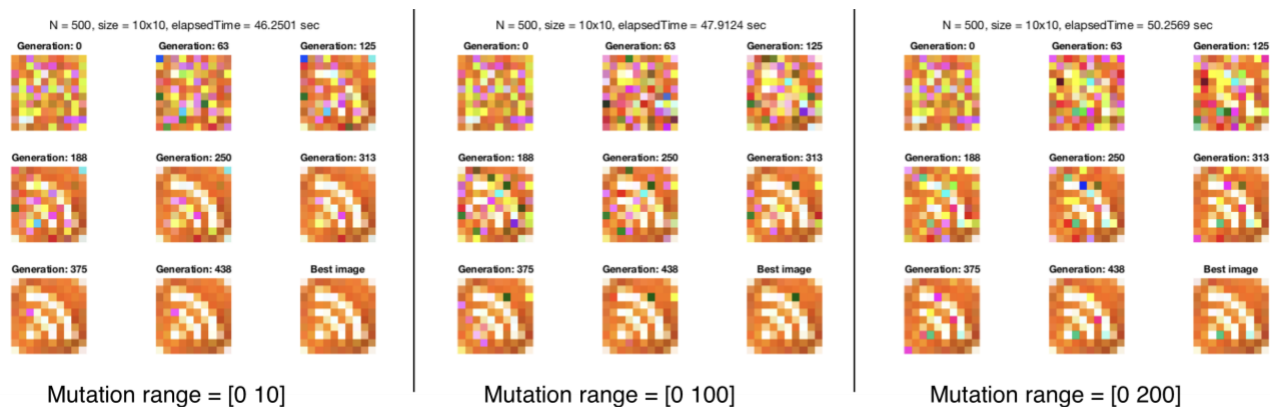 N = 500, size = 10x10, elapsedTime = 46.2501 sec
Generation: 0 Generation: 63 Generation: 125
Generation: 188 Generation: 250 Generation: 313
Generation: 375 Generation: 438 Best image
Mutation range = [0 10]
N = 500, size = 10x10, elapsedTime = 47.9124 sec
Generation: 0 Generation: 63 Generation: 125
Generation: 188 Generation: 250 Generation: 313
Generation: 375 Generation: 438 Best image
Mutation range = [0 100]
N = 500, size = 10x10, elapsedTime = 50.2569 sec
Generation: 0 Generation: 63 Generation: 125
Generation: 188 Generation: 250 Generation: 313
Generation: 375 Generation: 438 Best image
Mutation range = [0 200]